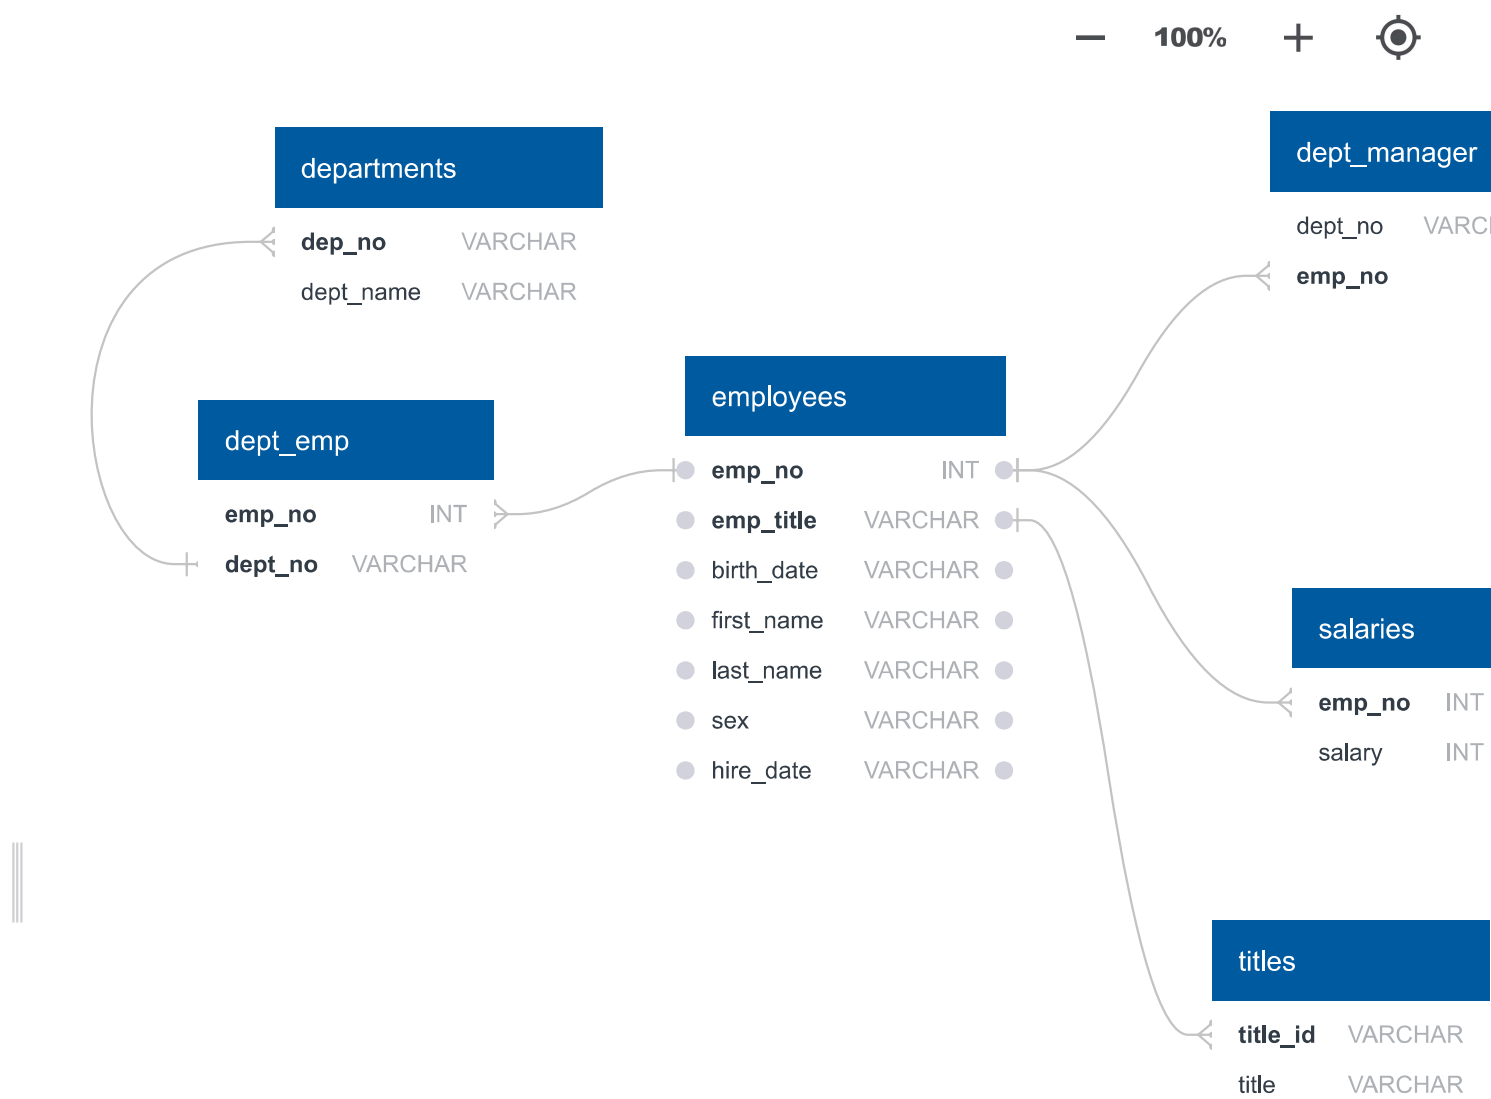 100%
departments
dep_no VARCHAR
dept_name VARCHAR
dept_emp
emp_no INT
dept_no VARCHAR
employees
emp_no INT
emp_title VARCHAR
birth_date VARCHAR
first_name VARCHAR
last_name VARCHAR
sex VARCHAR
hire_date VARCHAR
dept_manager
dept_no VARC
emp_no
salaries
emp_no INT
salary INT
titles
title_id VARCHAR
title VARCHAR